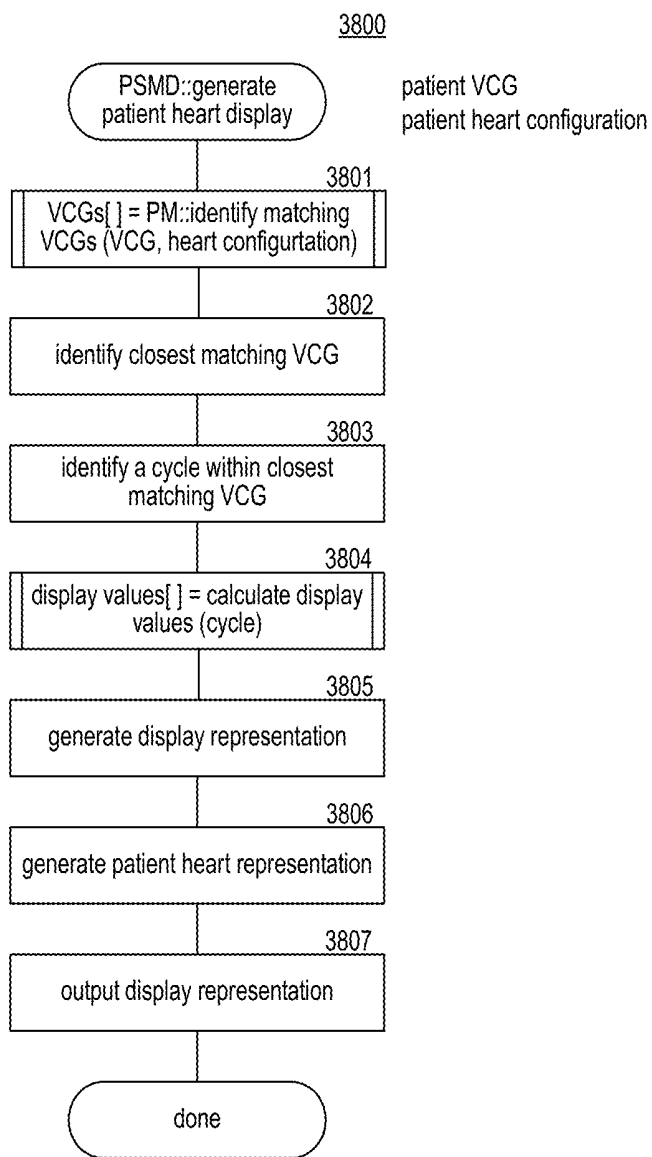 3800
PSMD::generate
patient heart display
patient VCG
patient heart configuration
3801
VCGs[ ] = PM::identify matching
VCGs (VCG, heart configurtation)
3802
identify closest matching VCG
3803
identify a cycle within closest
matching VCG
3804
display values[ ] = calculate display
values (cycle)
3805
generate display representation
3806
generate patient heart representation
3807
output display representation
done